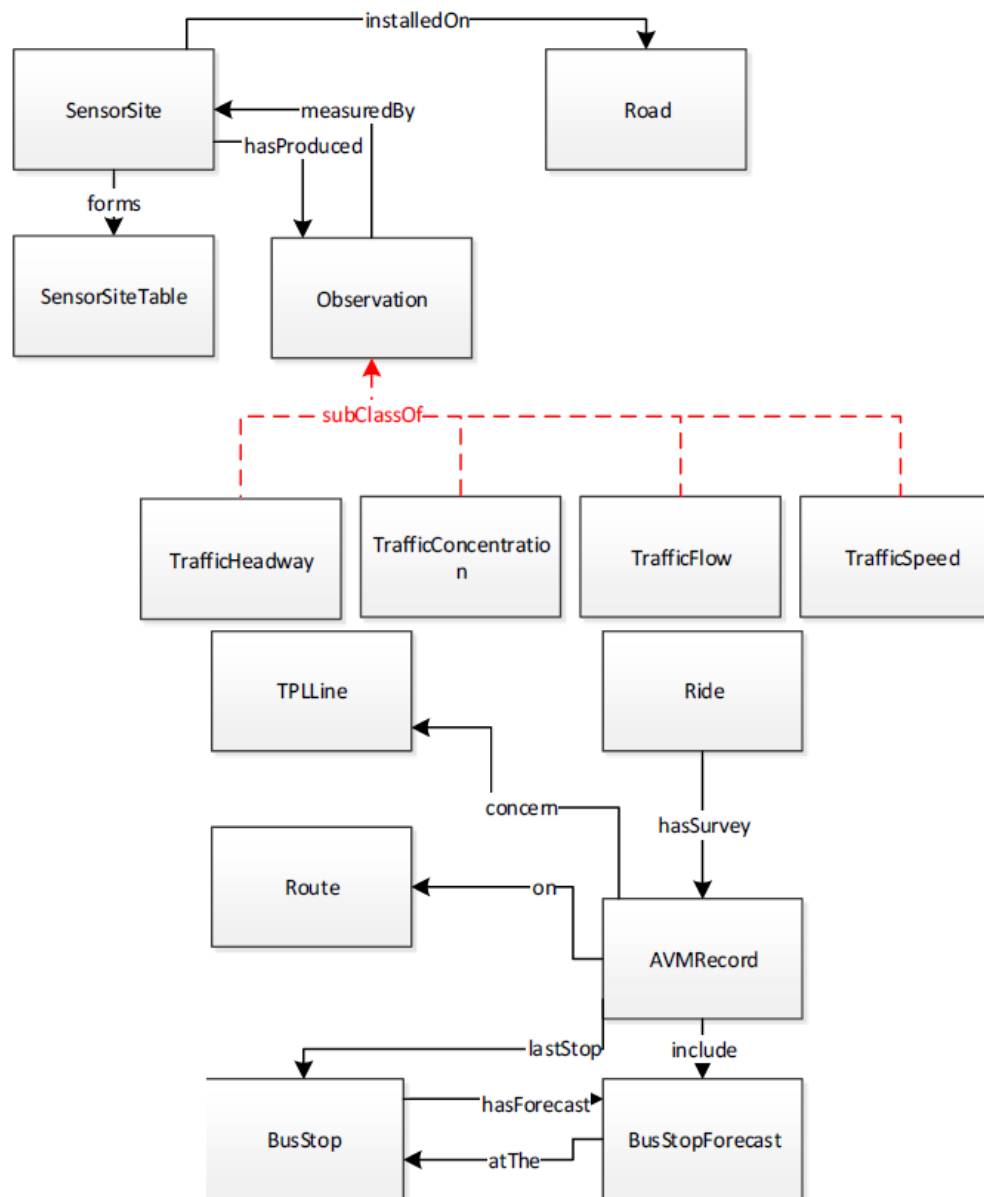 installedOn
SensorSite
measuredBy
Road
hasProduced
forms
SensorSiteTable
Observation
subClassOf
TrafficHeadway
TrafficConcentratio
n
TrafficFlow
TrafficSpeed
TPLLine
Ride
concern
hasSurvey
Route
on
AVMRecord
lastStop
include
hasForecast
BusStop
BusStopForecast
atThe